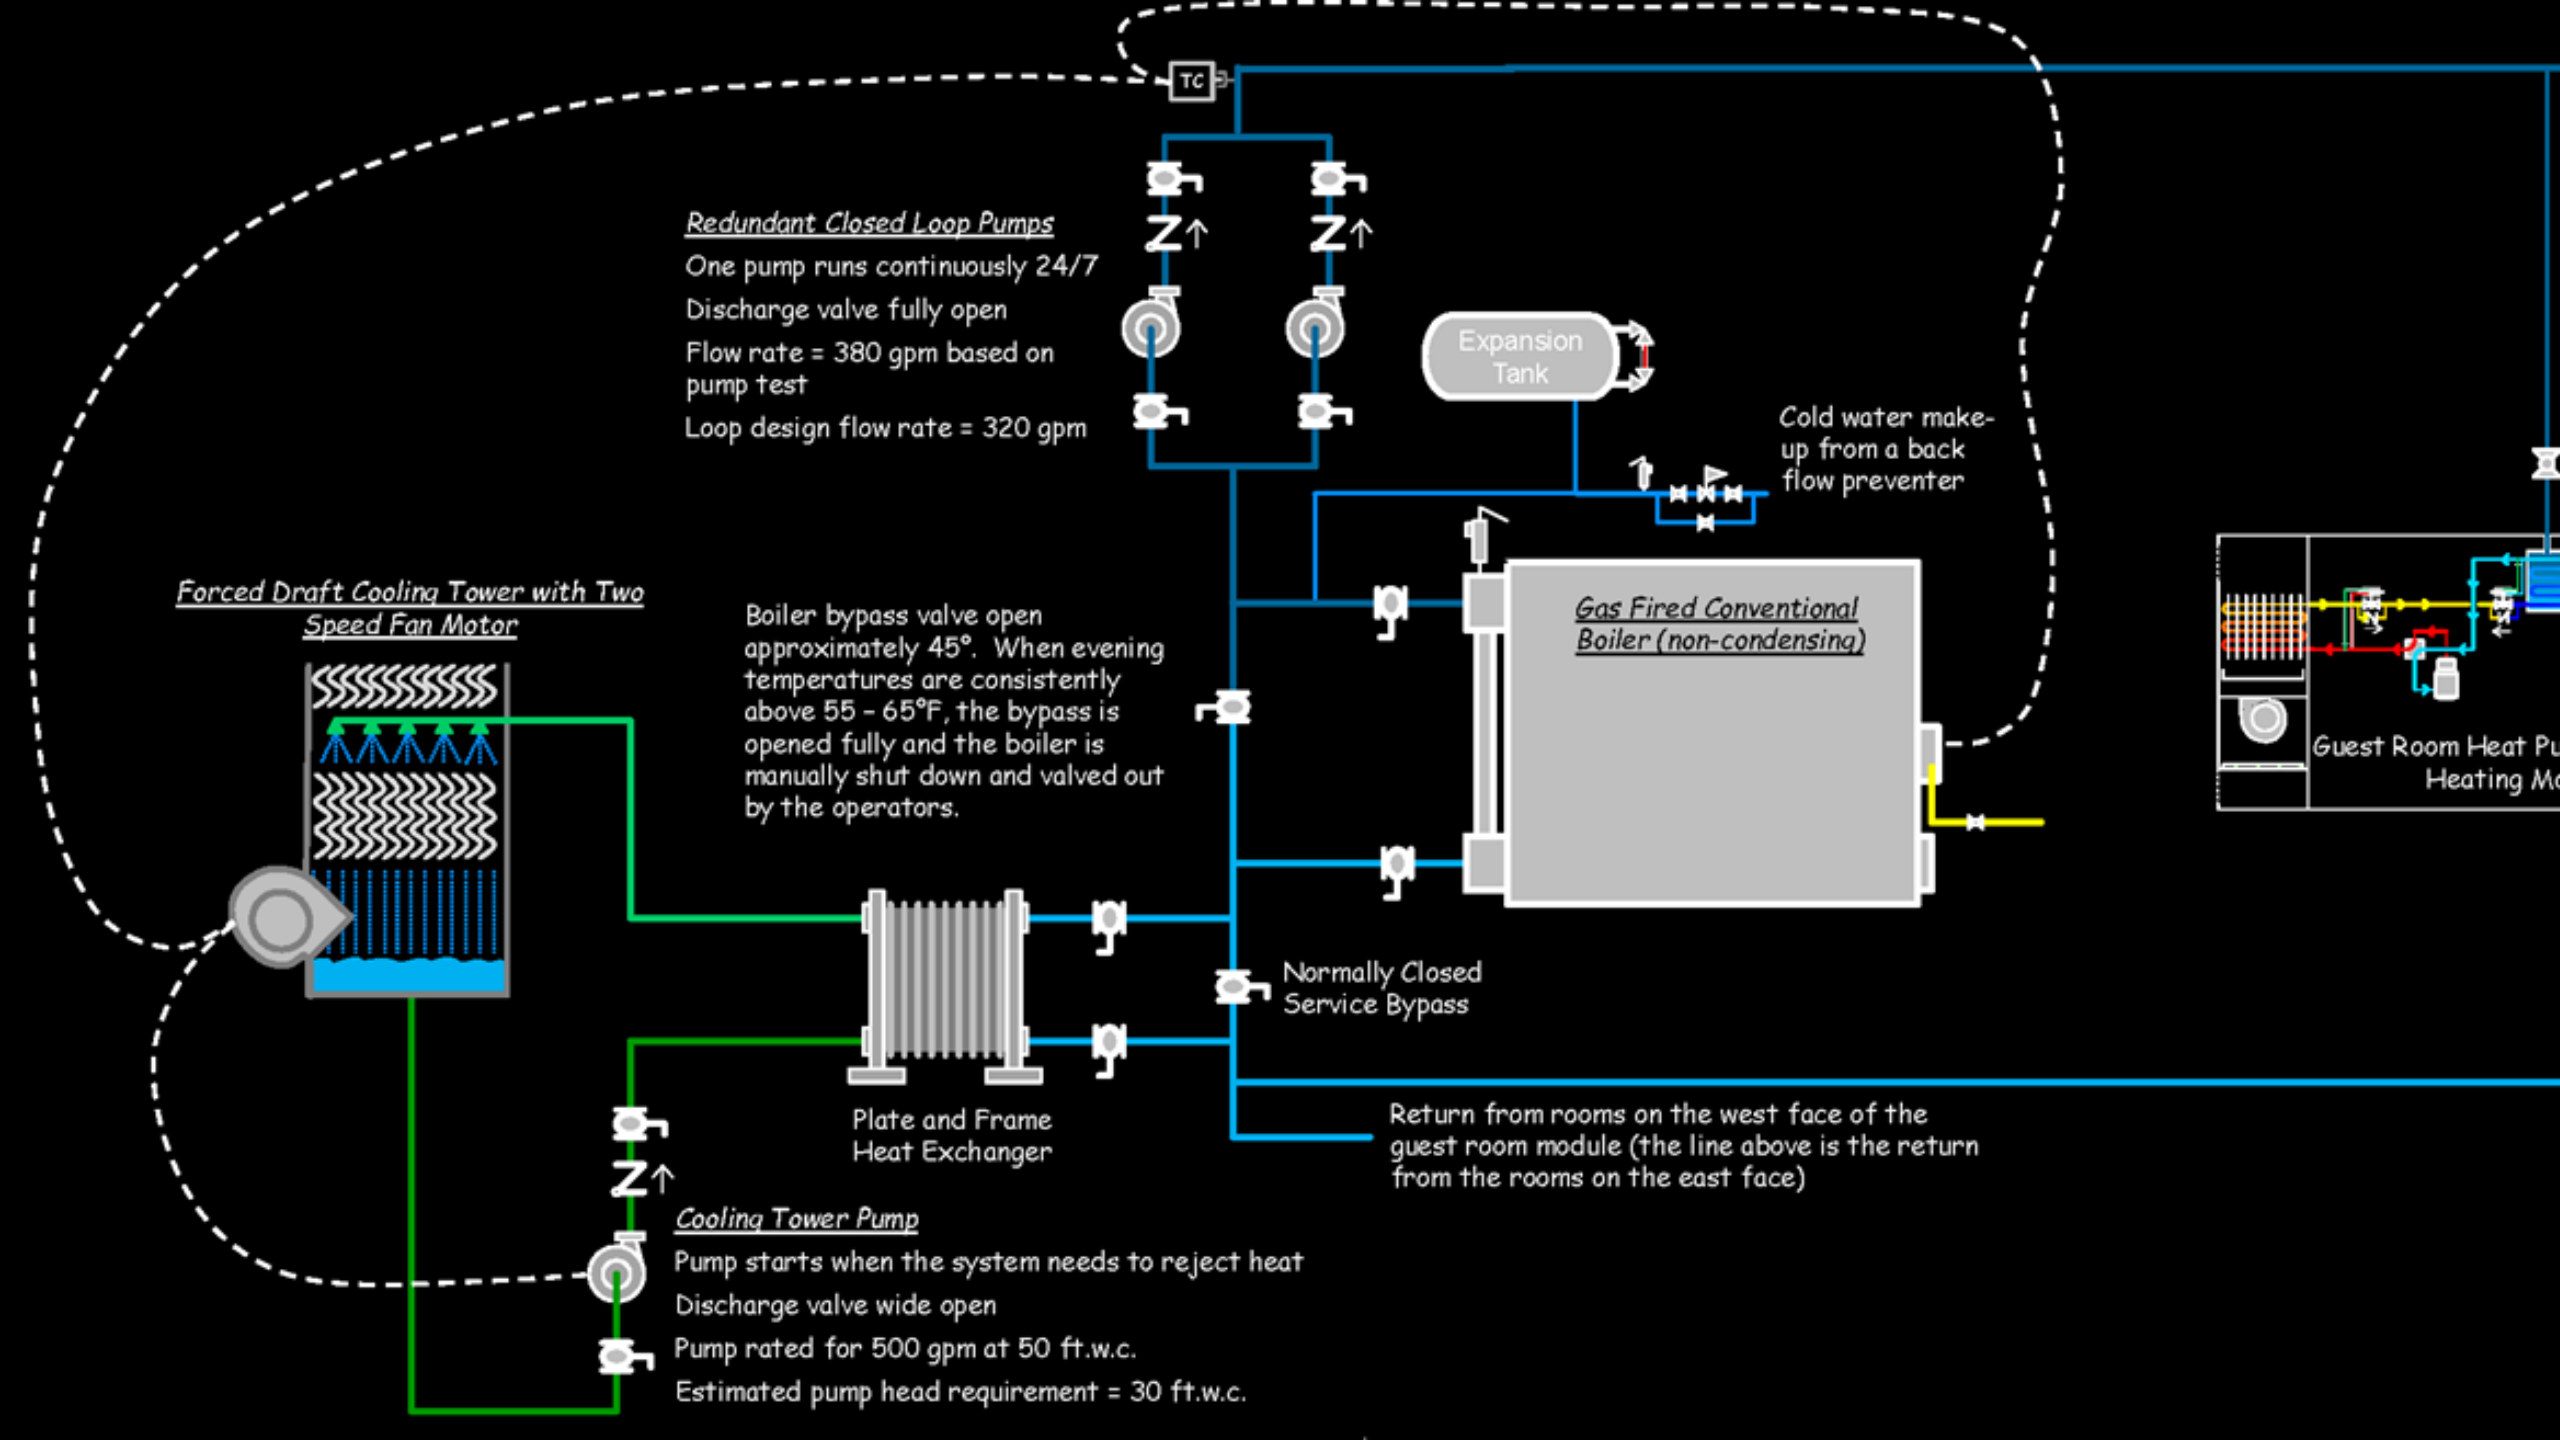 TC
Redundant Closed Loop Pumps
One pump runs continuously 24/7
Discharge valve fully open
Flow rate = 380 gpm based on
pump test
Loop design flow rate = 320 gpm
Expansion
Tank
Cold water make-
up from a back
flow preventer
Forced Draft Cooling Tower with Two
Speed Fan Motor
Boiler bypass valve open
approximately 45°. When evening
temperatures are consistently
above 55 – 65°F, the bypass is
opened fully and the boiler is
manually shut down and valved out
by the operators.
Gas Fired Conventional
Boiler (non-condensing)
Guest Room Heat Pu
Heating Mo
Normally Closed
Service Bypass
Plate and Frame
Heat Exchanger
Return from rooms on the west face of the
guest room module (the line above is the return
from the rooms on the east face)
Cooling Tower Pump
Pump starts when the system needs to reject heat
Discharge valve wide open
Pump rated for 500 gpm at 50 ft.w.c.
Estimated pump head requirement = 30 ft.w.c.